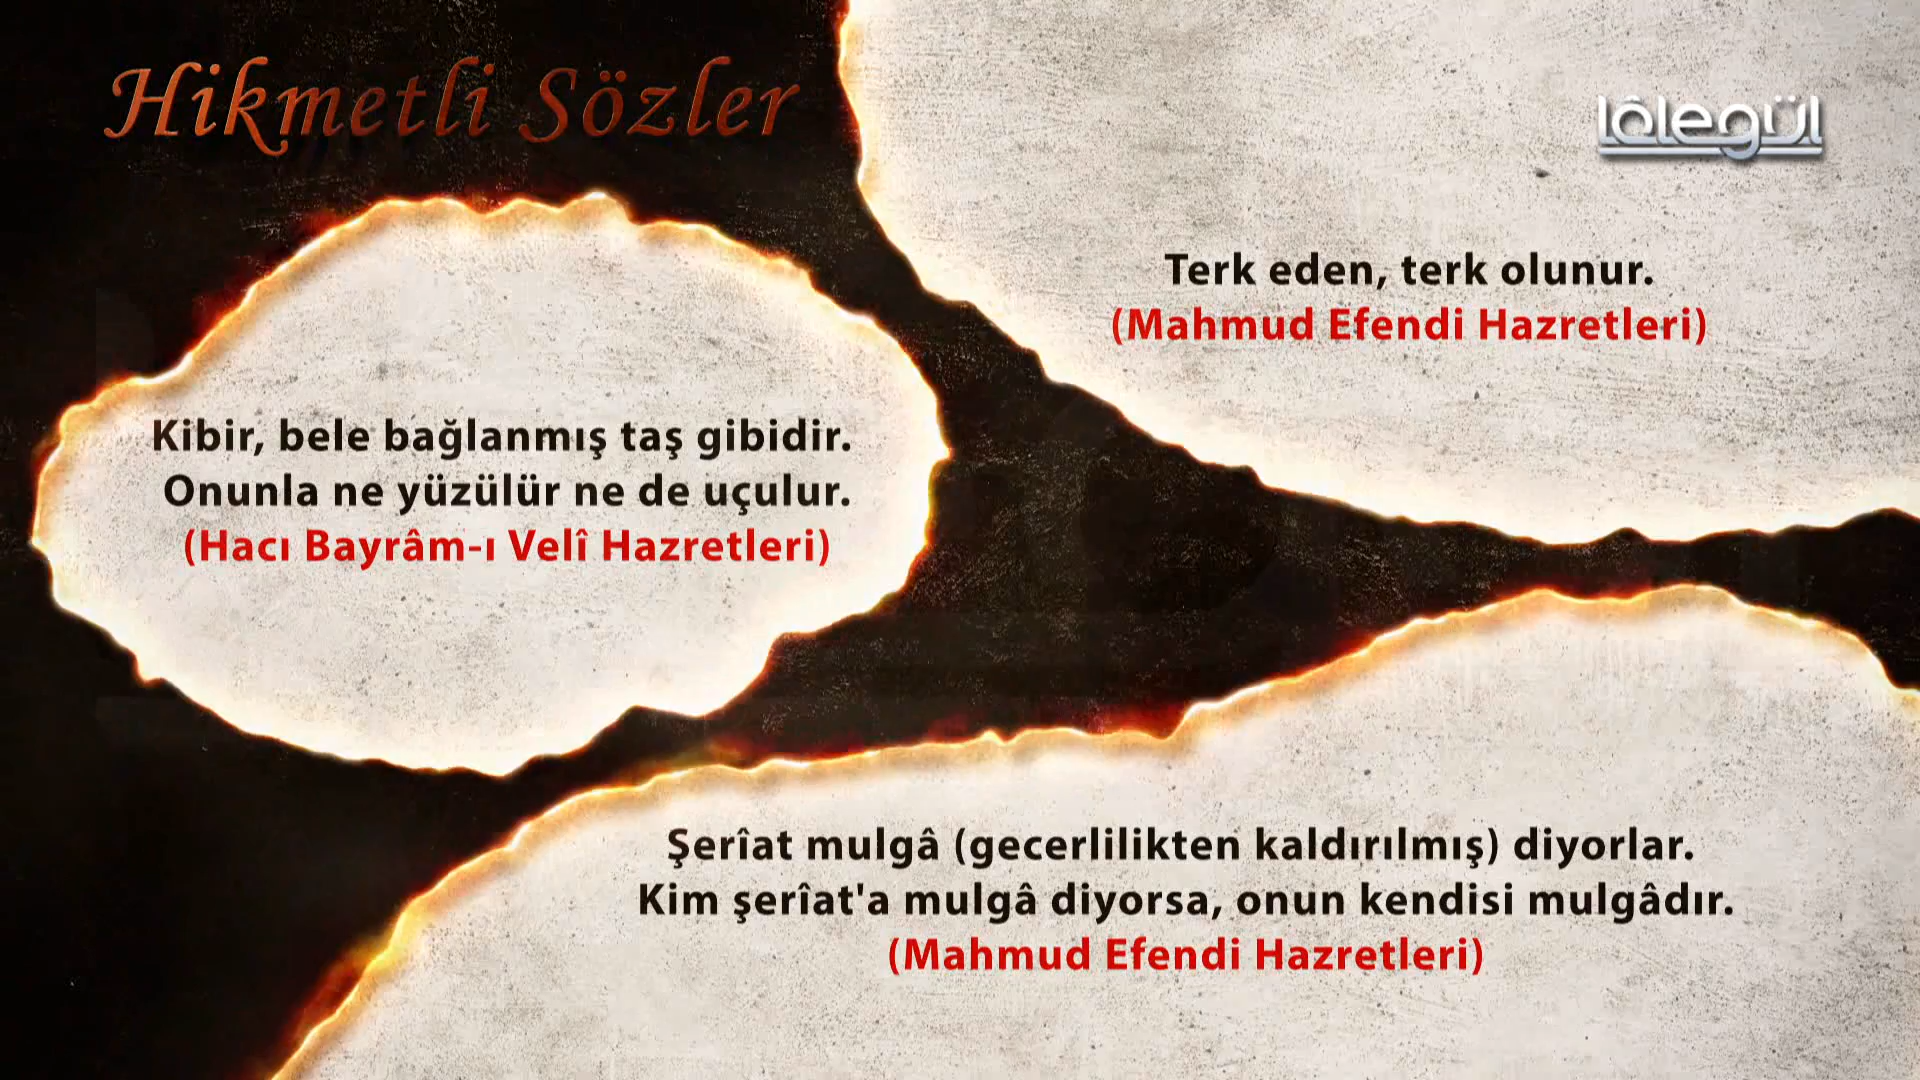 Hikmetli Sözler
lâlegül
Terk eden, terk olunur.
(Mahmud Efendi Hazretleri)
Kibir, bele bağlanmış taş gibidir.
Onunla ne yüzülür ne de uçulur.
(Hacı Bayrâm-ı Velî Hazretleri)
Şerîat mulgâ (gecerlilikten kaldırılmış) diyorlar.
Kim şerîat'a mulgâ diyorsa, onun kendisi mulgâdır.
(Mahmud Efendi Hazretleri)